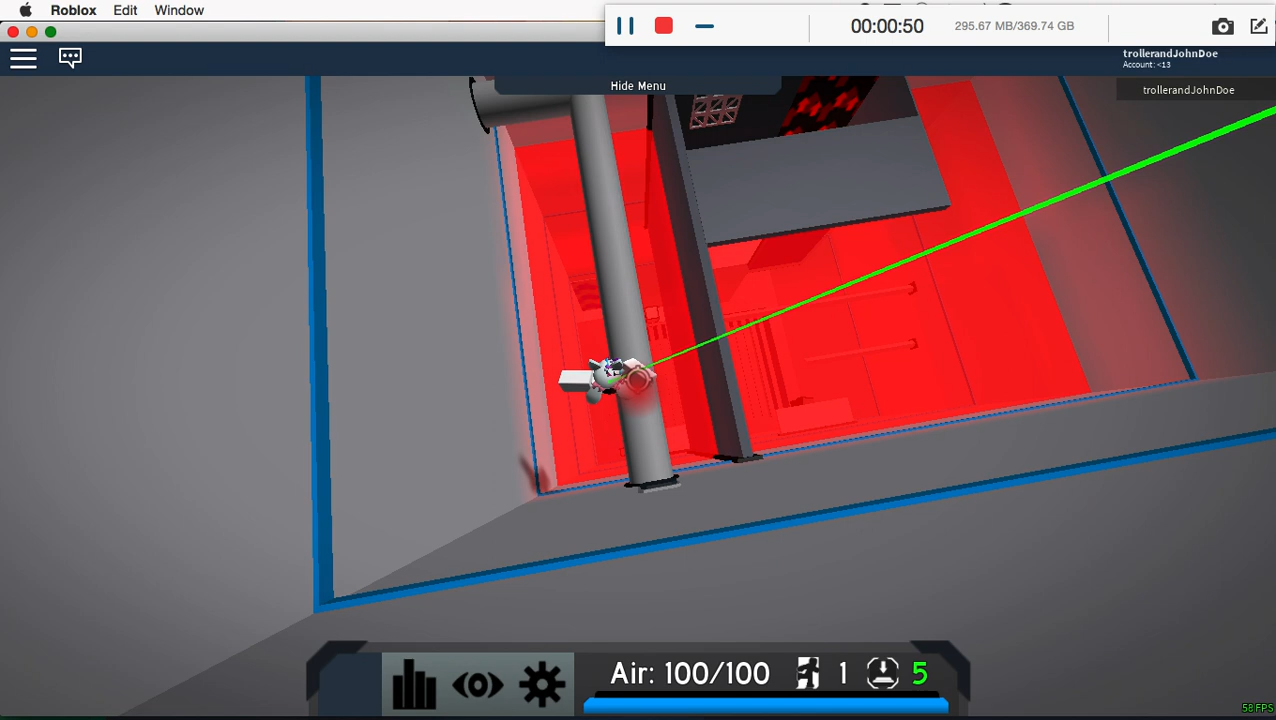 Roblox Edit Window
00:00:50 295.67 MB/369.74 GB
trollerandJohnDoe
Account: <13
Hide Menu
trollerandJohnDoe
Air: 100/100 1 5
58 FPS